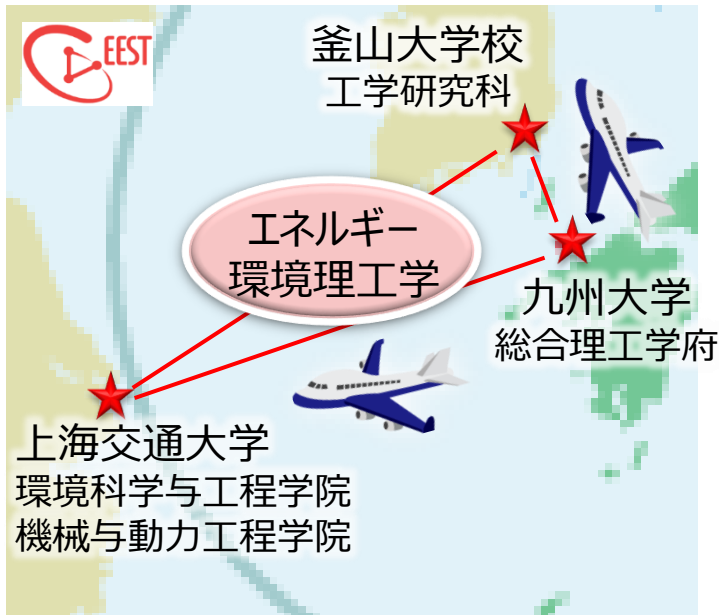 EEST
釜山大学校
工学研究科
エネルギー
環境理工学
九州大学
総合理工学府
上海交通大学
環境科学与工程学院
機械与動力工程学院